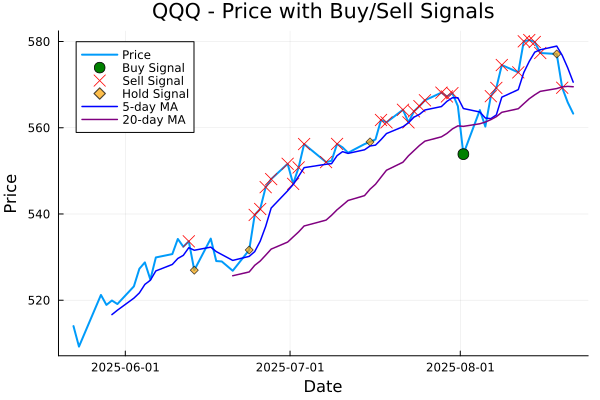 QQQ - Price with Buy/Sell Signals
580
560
540
520
Price
Price
Buy Signal
Sell Signal
Hold Signal
5-day MA
20-day MA
2025-06-01
2025-07-01
2025-08-01
Date